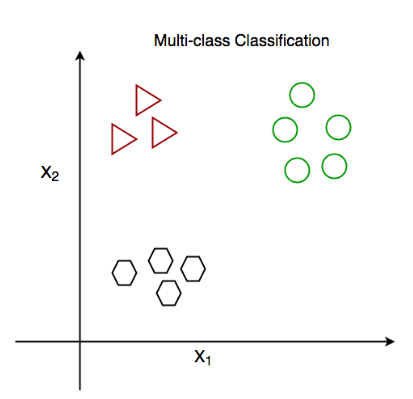 Multi-class Classification
X₂
X₁